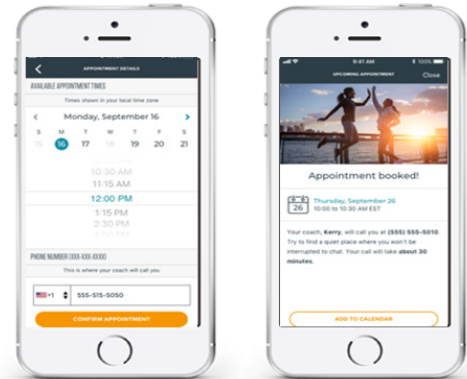 APPOINTMENT DETAILS
AVAILABLE APPOINTMENT TIMES
Times shown in your local time zone
< Monday, September 16 >
S M T W T F S
15 16 17 18 19 20 21
10:30 AM
11:15 AM
12:00 PM
1:15 PM
2:30 PM
4:00 PM
PHONE NUMBER (XXX-XXX-XXXX)
This is where your coach will call you
+1 555-515-5050
CONFIRM APPOINTMENT
9:41 AM 100%
UPCOMING APPOINTMENT Close
Appointment booked!
26
Thursday, September 26
10:00 to 10:30 AM EST
Your coach, Kerry, will call you at (555) 555-5010.
Try to find a quiet place where you won't be
interrupted to chat. Your call will take about 30
minutes.
ADD TO CALENDAR